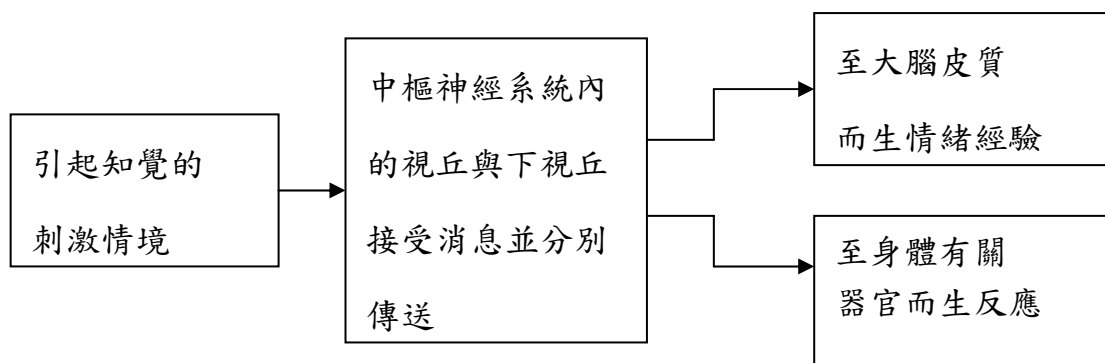 引起知覺的
刺激情境
中樞神經系統內
的視丘與下視丘
接受消息並分別
傳送
至大腦皮質
而生情緒經驗
至身體有關
器官而生反應